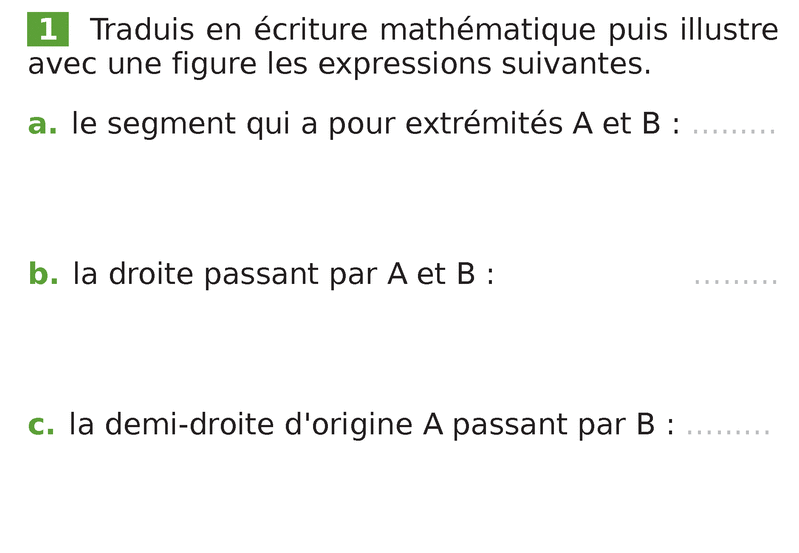 1 Traduis en écriture mathématique puis illustre
avec une figure les expressions suivantes.
a. le segment qui a pour extrémités A et B : .........
b. la droite passant par A et B : .........
c. la demi-droite d'origine A passant par B : .........